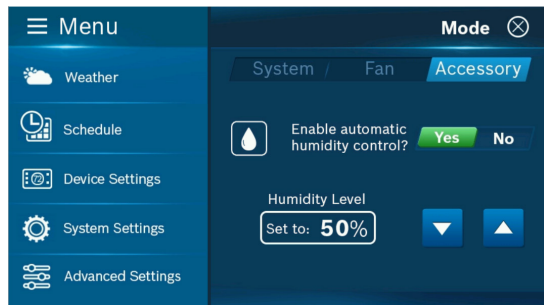 Menu
Mode
Weather
Schedule
72
Device Settings
System Settings
Advanced Settings
System / Fan Accessory
Enable automatic
humidity control?
Yes No
Humidity Level
Set to: 50%